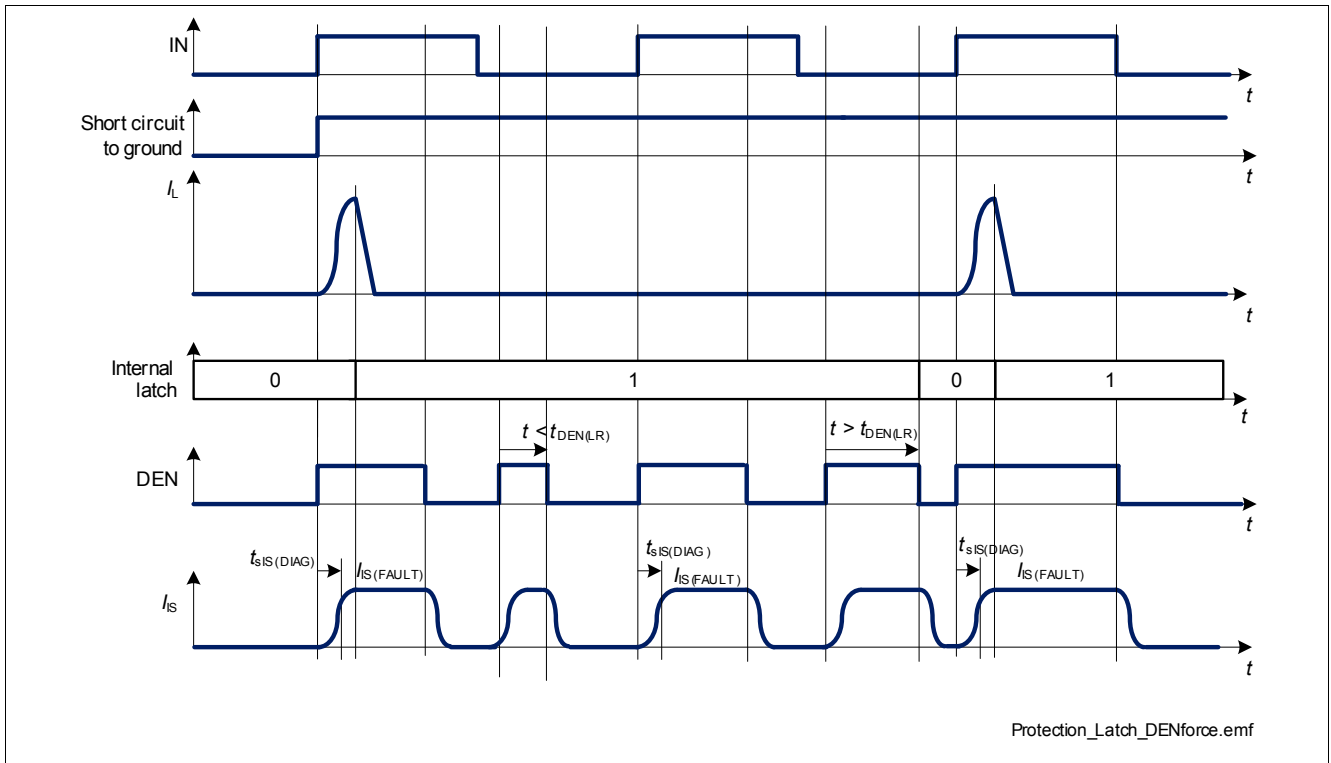 IN
t
Short circuit
to ground
t
IL
t
Internal
latch
0
1
0
1
t
t < tDEN(LR)
t > tDEN(LR)
DEN
t
tsIS(DIAG)
IIS(FAULT)
tsIS(DIAG)
IIS(FAULT)
tsIS(DIAG)
IIS(FAULT)
IIS
t
Protection_Latch_DENforce.emf